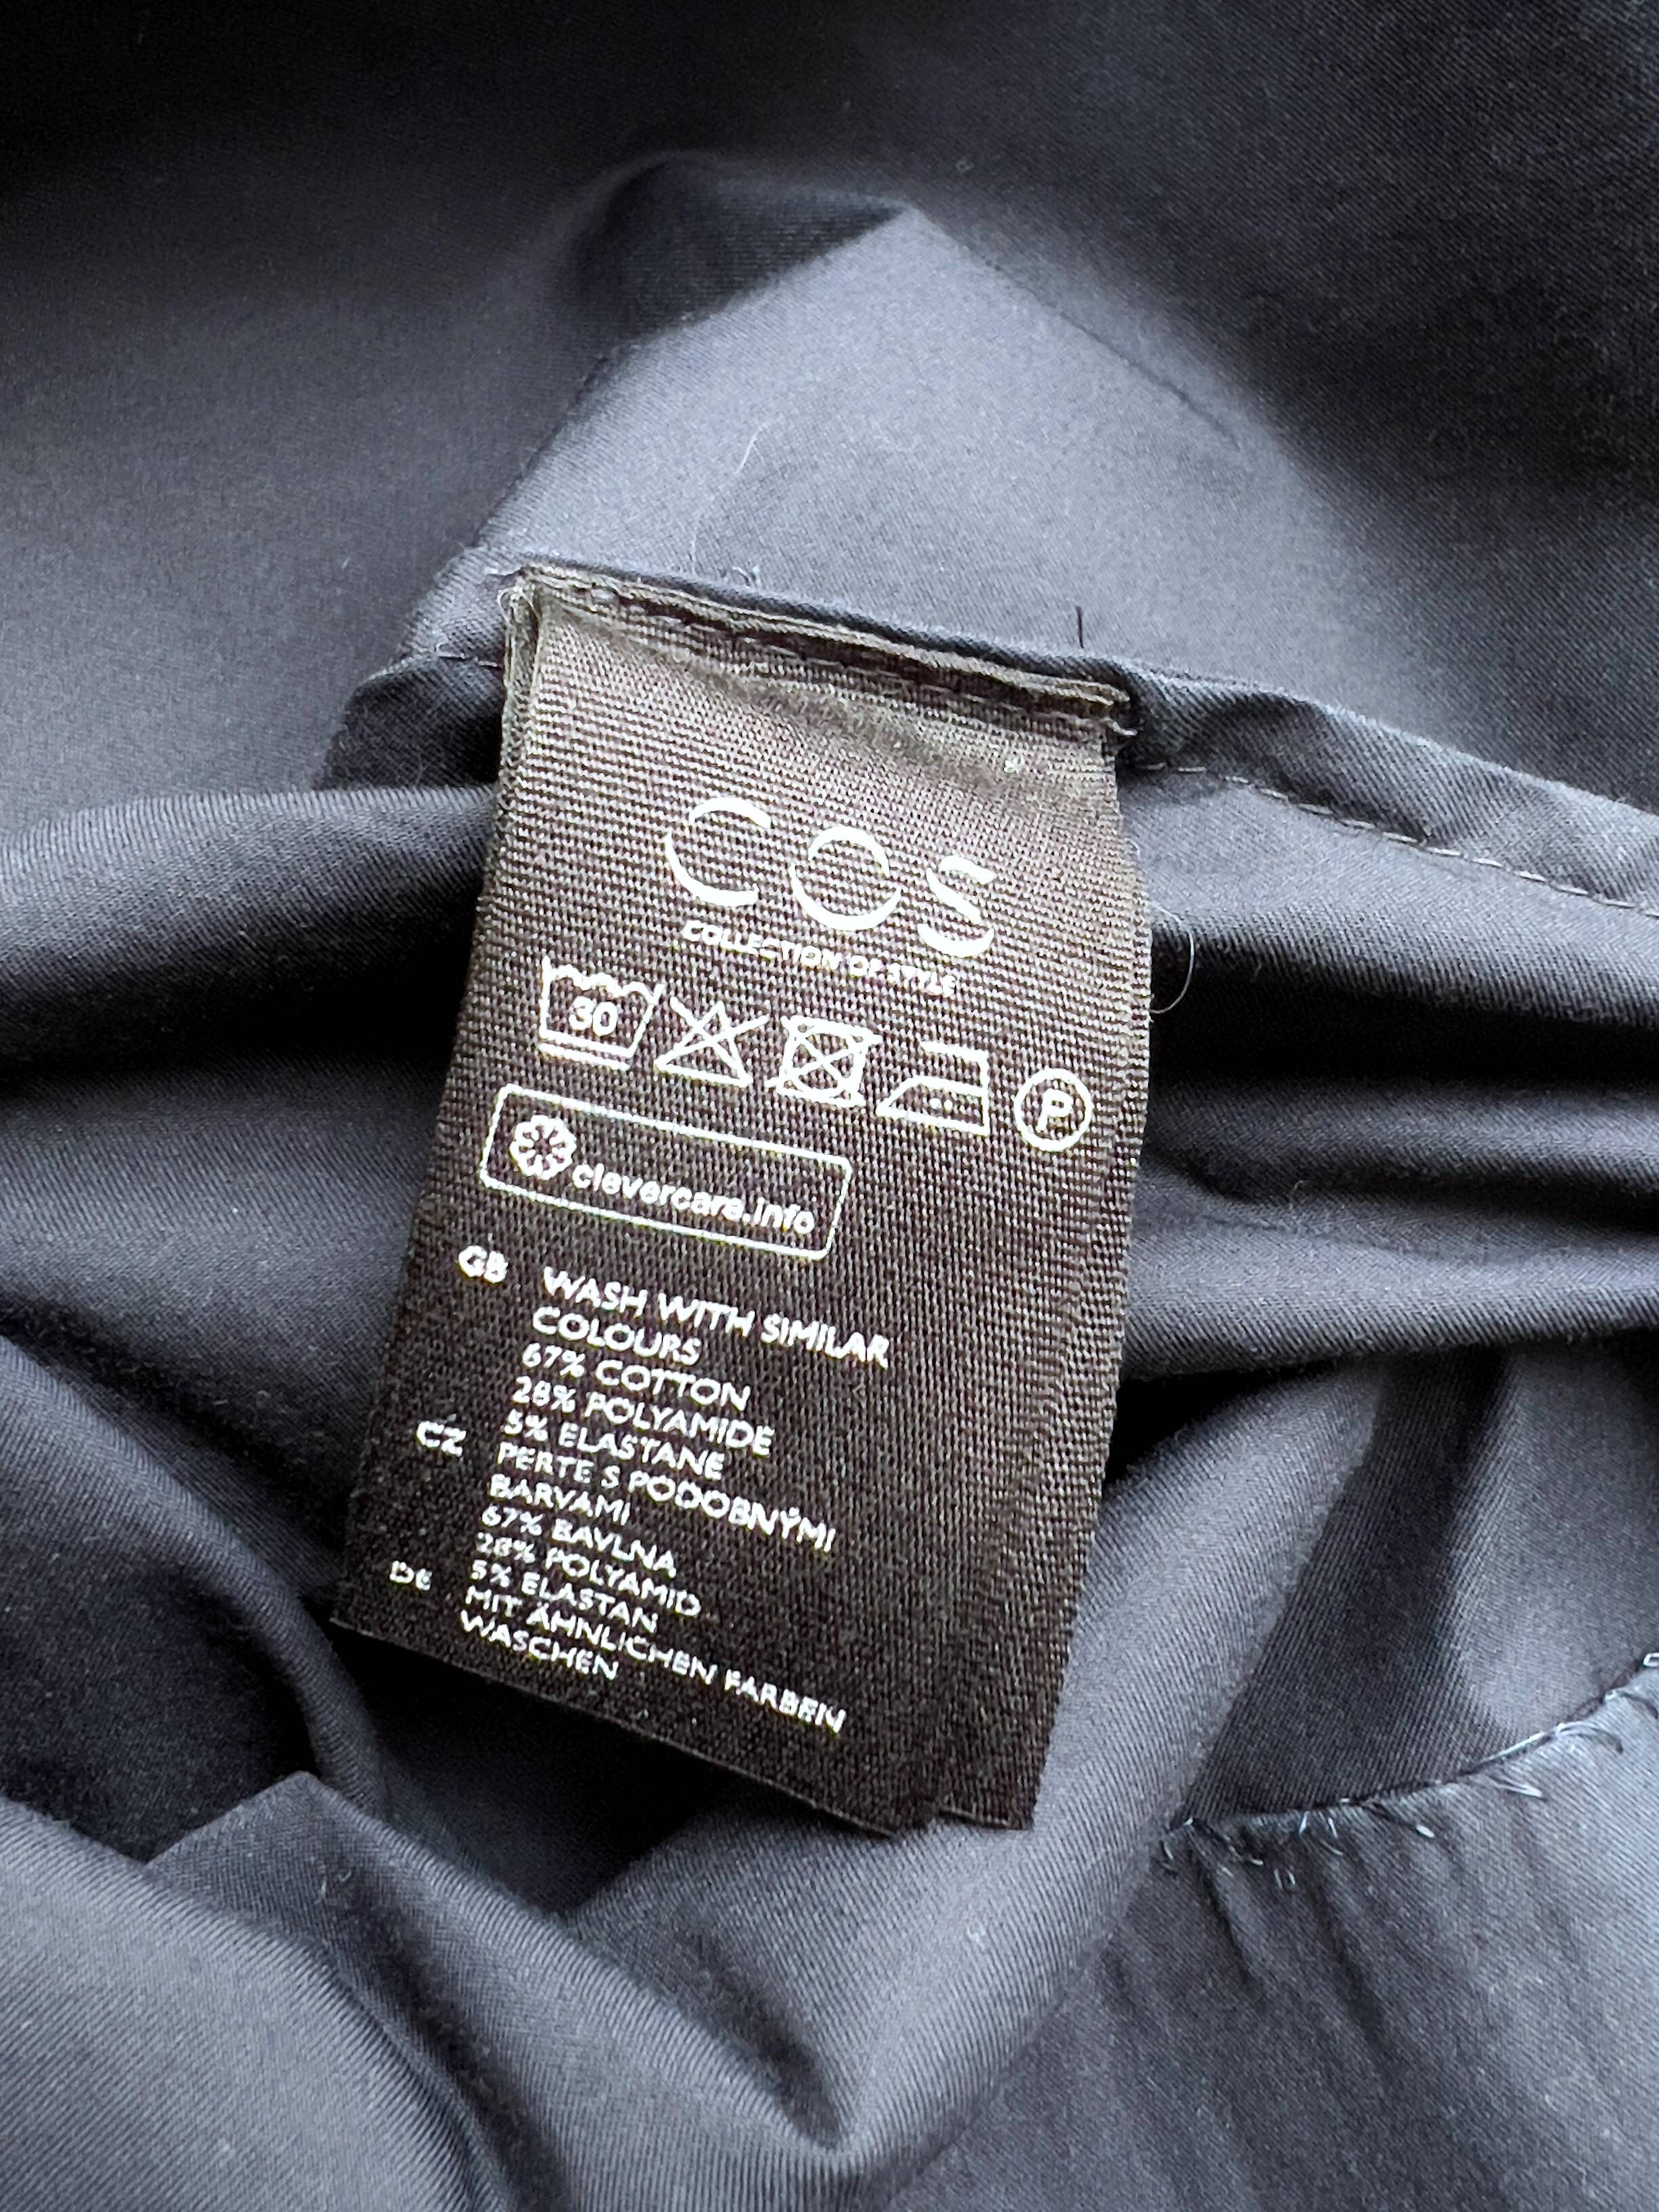 COS
COLLECTION OF STYLE
30
P
clevercare.info
GB WASH WITH SIMILAR
COLOURS
67% COTTON
28% POLYAMIDE
5% ELASTANE
CZ PERTE S PODOBNÝMI
BARVAMI
67% BAVLNA
28% POLYAMID
5% ELASTAN
DE MIT ÄHNLICHEN FARBEN
WASCHEN